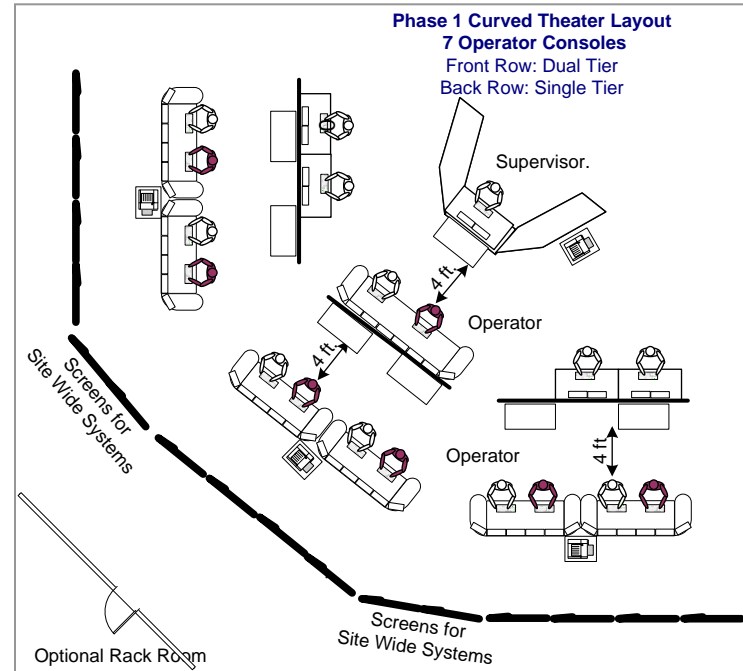 Phase 1 Curved Theater Layout
7 Operator Consoles
Front Row: Dual Tier
Back Row: Single Tier
Supervisor.
4 ft.
Operator
4 ft.
Screens for
Site Wide Systems
Operator
4 ft.
Screens for
Site Wide Systems
Optional Rack Room